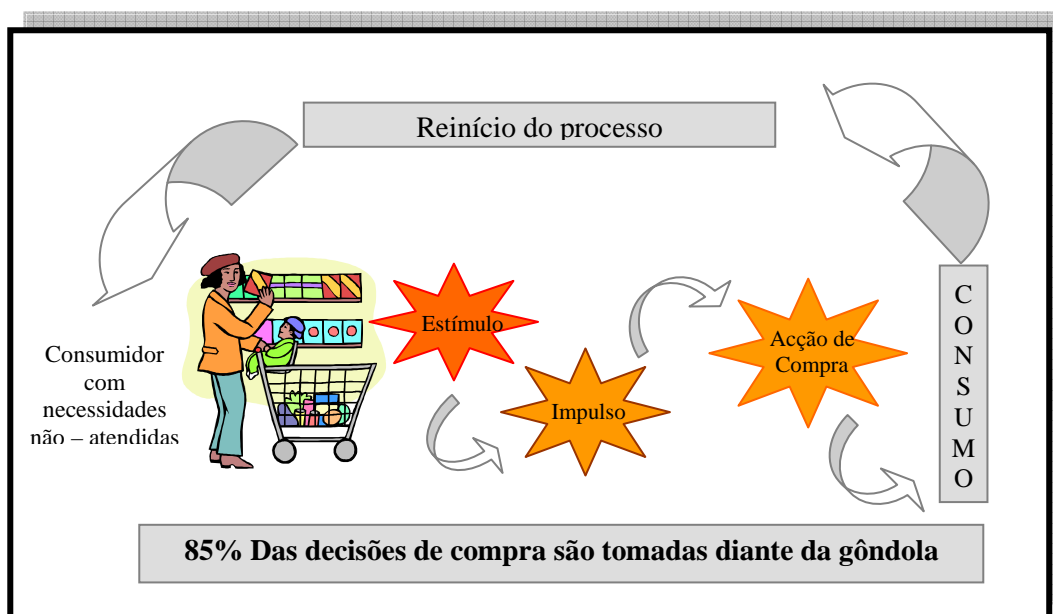 Reinício do processo
Consumidor
com
necessidades
não – atendidas
Estímulo
Impulso
Acção de
Compra
C
O
N
S
U
M
O
85% Das decisões de compra são tomadas diante da gôndola